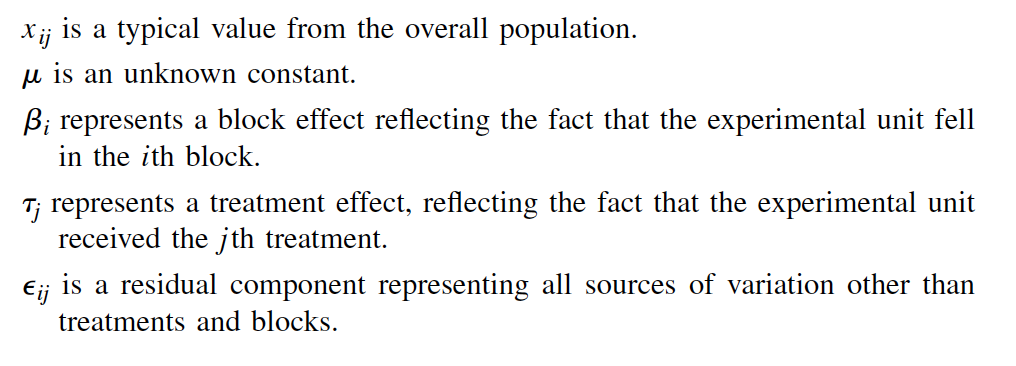 x_ij is a typical value from the overall population.
μ is an unknown constant.
β_i represents a block effect reflecting the fact that the experimental unit fell
in the ith block.
τ_j represents a treatment effect, reflecting the fact that the experimental unit
received the jth treatment.
ϵ_ij is a residual component representing all sources of variation other than
treatments and blocks.